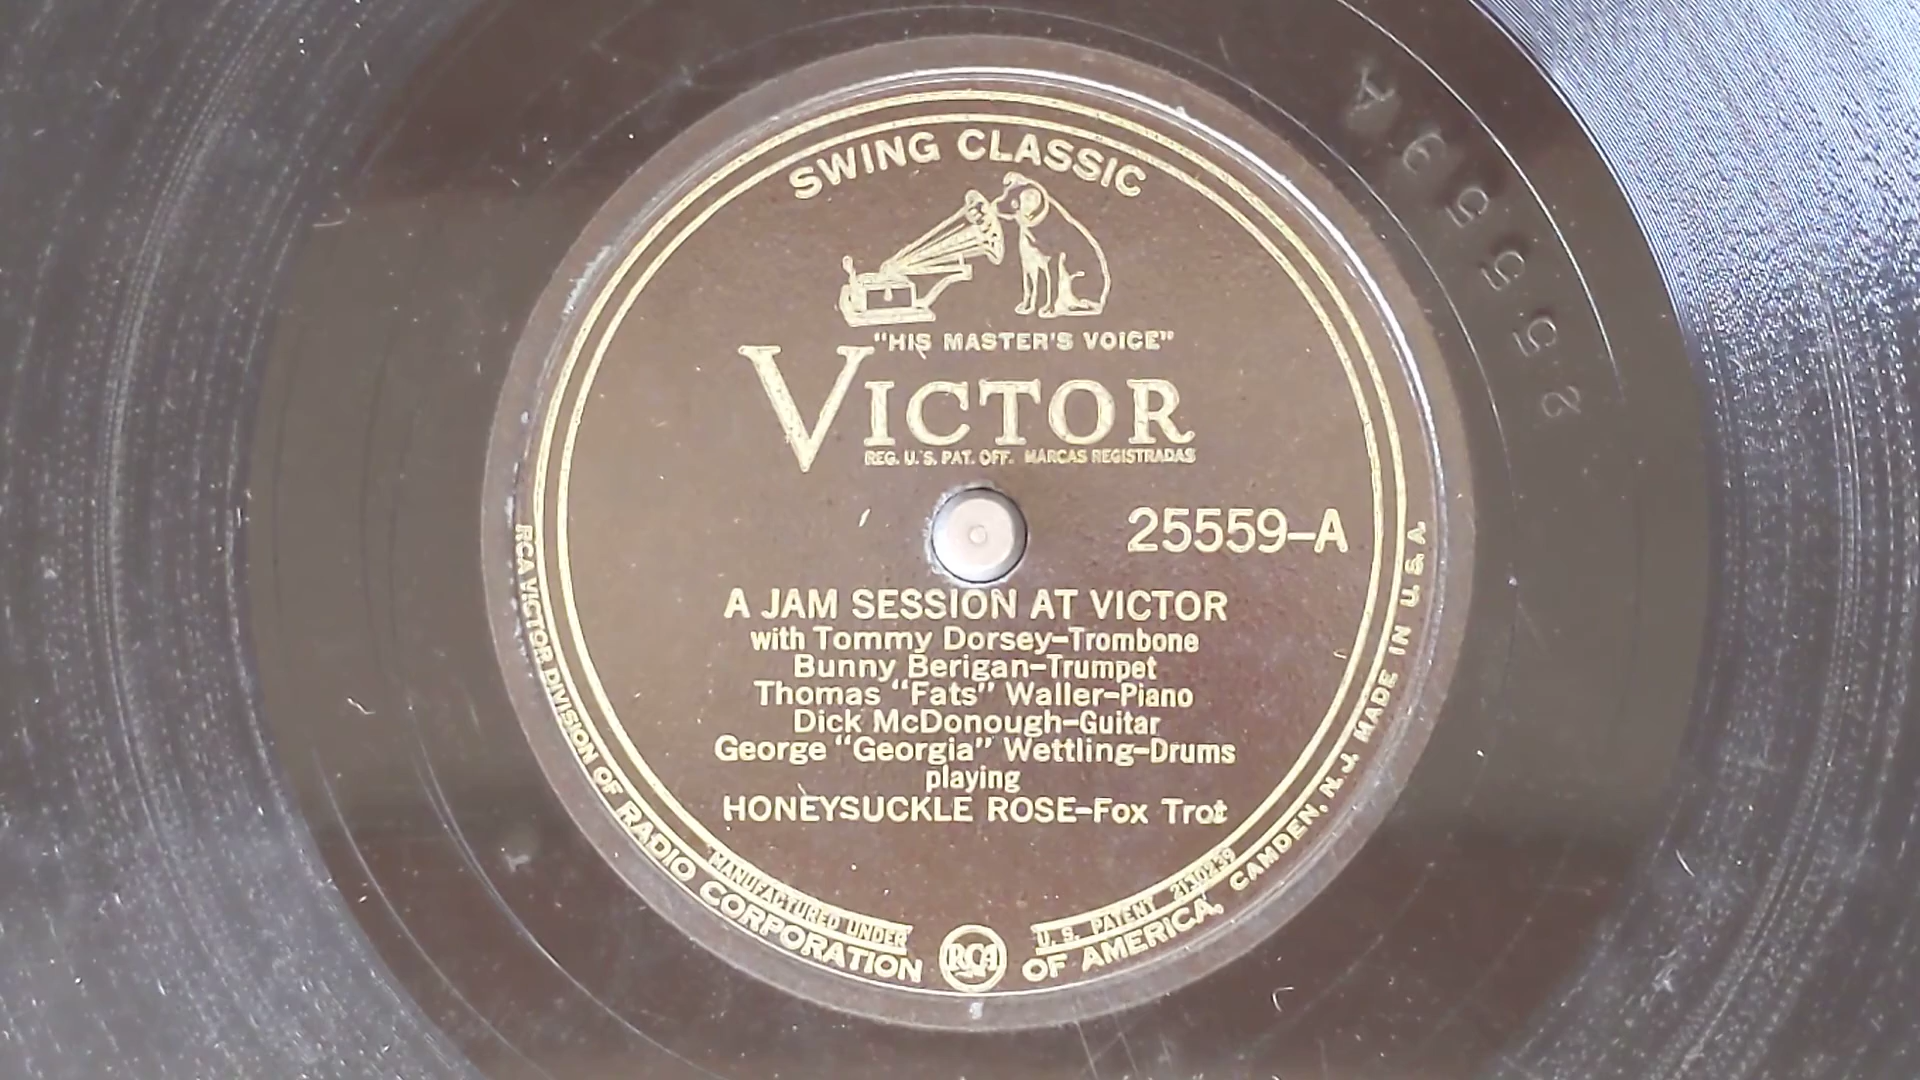 SWING CLASSIC
"HIS MASTER'S VOICE"
VICTOR
REG. U.S. PAT. OFF. MARCAS REGISTRADAS
25559-A
A JAM SESSION AT VICTOR
with Tommy Dorsey-Trombone
Bunny Berigan-Trumpet
Thomas "Fats" Waller-Piano
Dick McDonough-Guitar
George "Georgia" Wettling-Drums
playing
HONEYSUCKLE ROSE-Fox Trot
MANUFACTURED UNDER U. S. PATENT 2130239
RCA VICTOR DIVISION OF RADIO CORPORATION OF AMERICA, CAMDEN, N. J. MADE IN U. S. A.
RCA
25559A